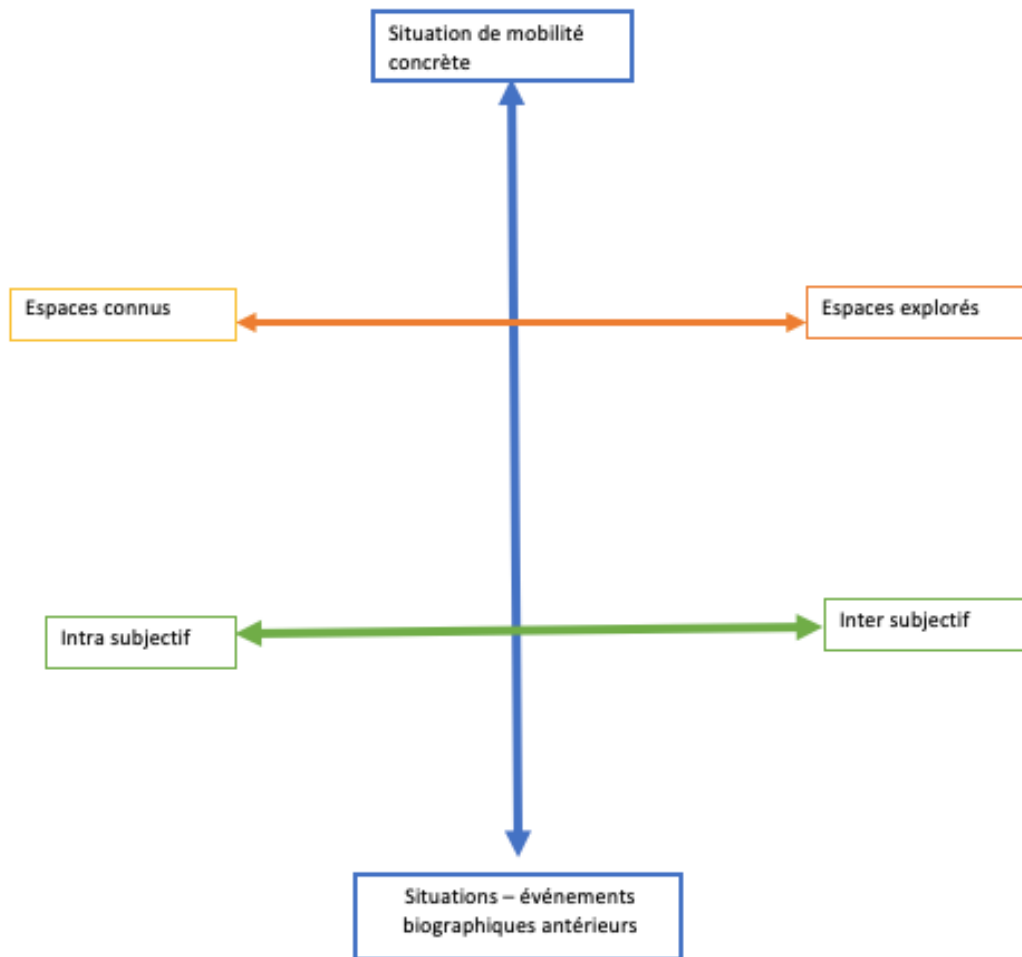 Situation de mobilité
concrète
Espaces connus
Espaces explorés
Intra subjectif
Inter subjectif
Situations – événements
biographiques antérieurs